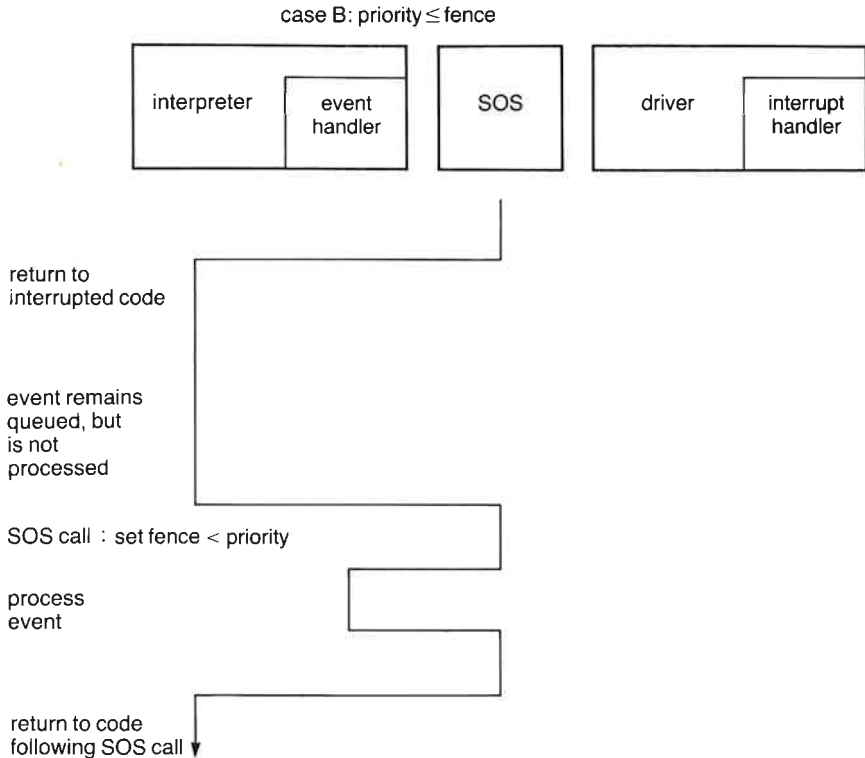 case B: priority ≤ fence
interpreter
event
handler
SOS
driver
interrupt
handler
return to
interrupted code
event remains
queued, but
is not
processed
SOS call : set fence < priority
process
event
return to code
following SOS call